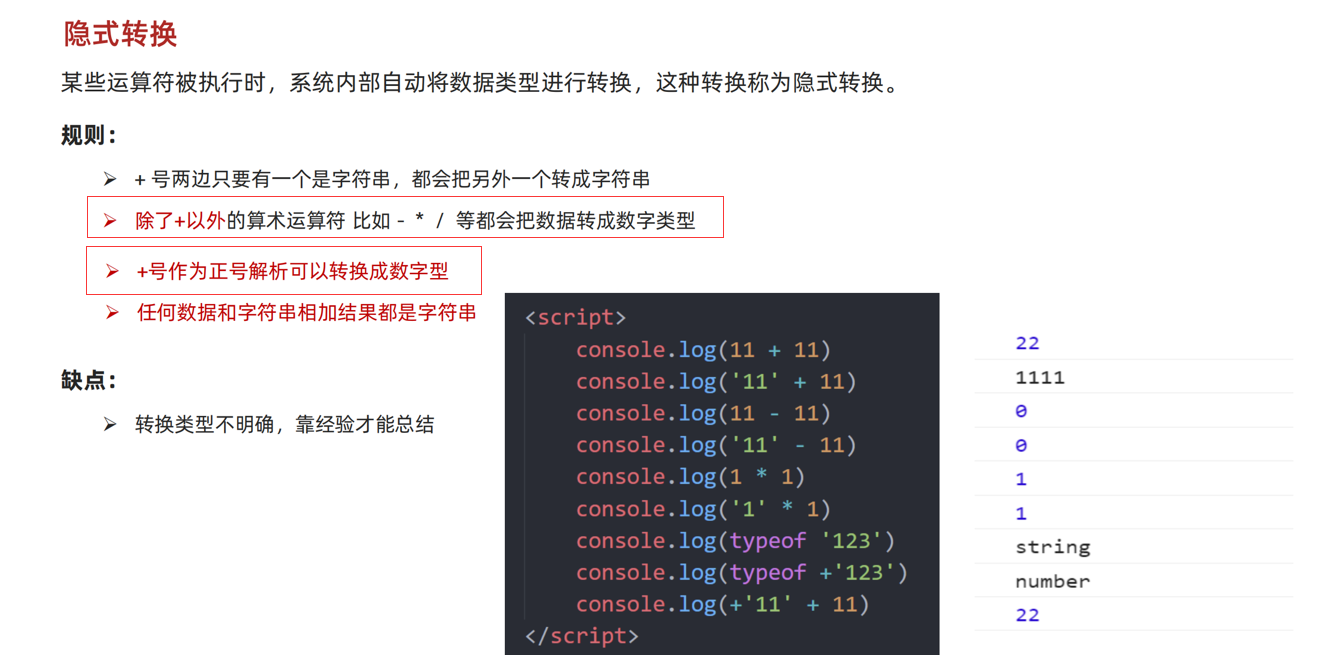 隐式转换
某些运算符被执行时，系统内部自动将数据类型进行转换，这种转换称为隐式转换。
规则：
➢ + 号两边只要有一个是字符串，都会把另外一个转成字符串
➢ 除了+以外的算术运算符 比如 - * / 等都会把数据转成数字类型
➢ +号作为正号解析可以转换成数字型
➢ 任何数据和字符串相加结果都是字符串
缺点：
➢ 转换类型不明确，靠经验才能总结
<script>
console.log(11 + 11)
console.log('11' + 11)
console.log(11 - 11)
console.log('11' - 11)
console.log(1 * 1)
console.log('1' * 1)
console.log(typeof '123')
console.log(typeof +'123')
console.log(+'11' + 11)
</script>
22
1111
0
0
1
1
string
number
22